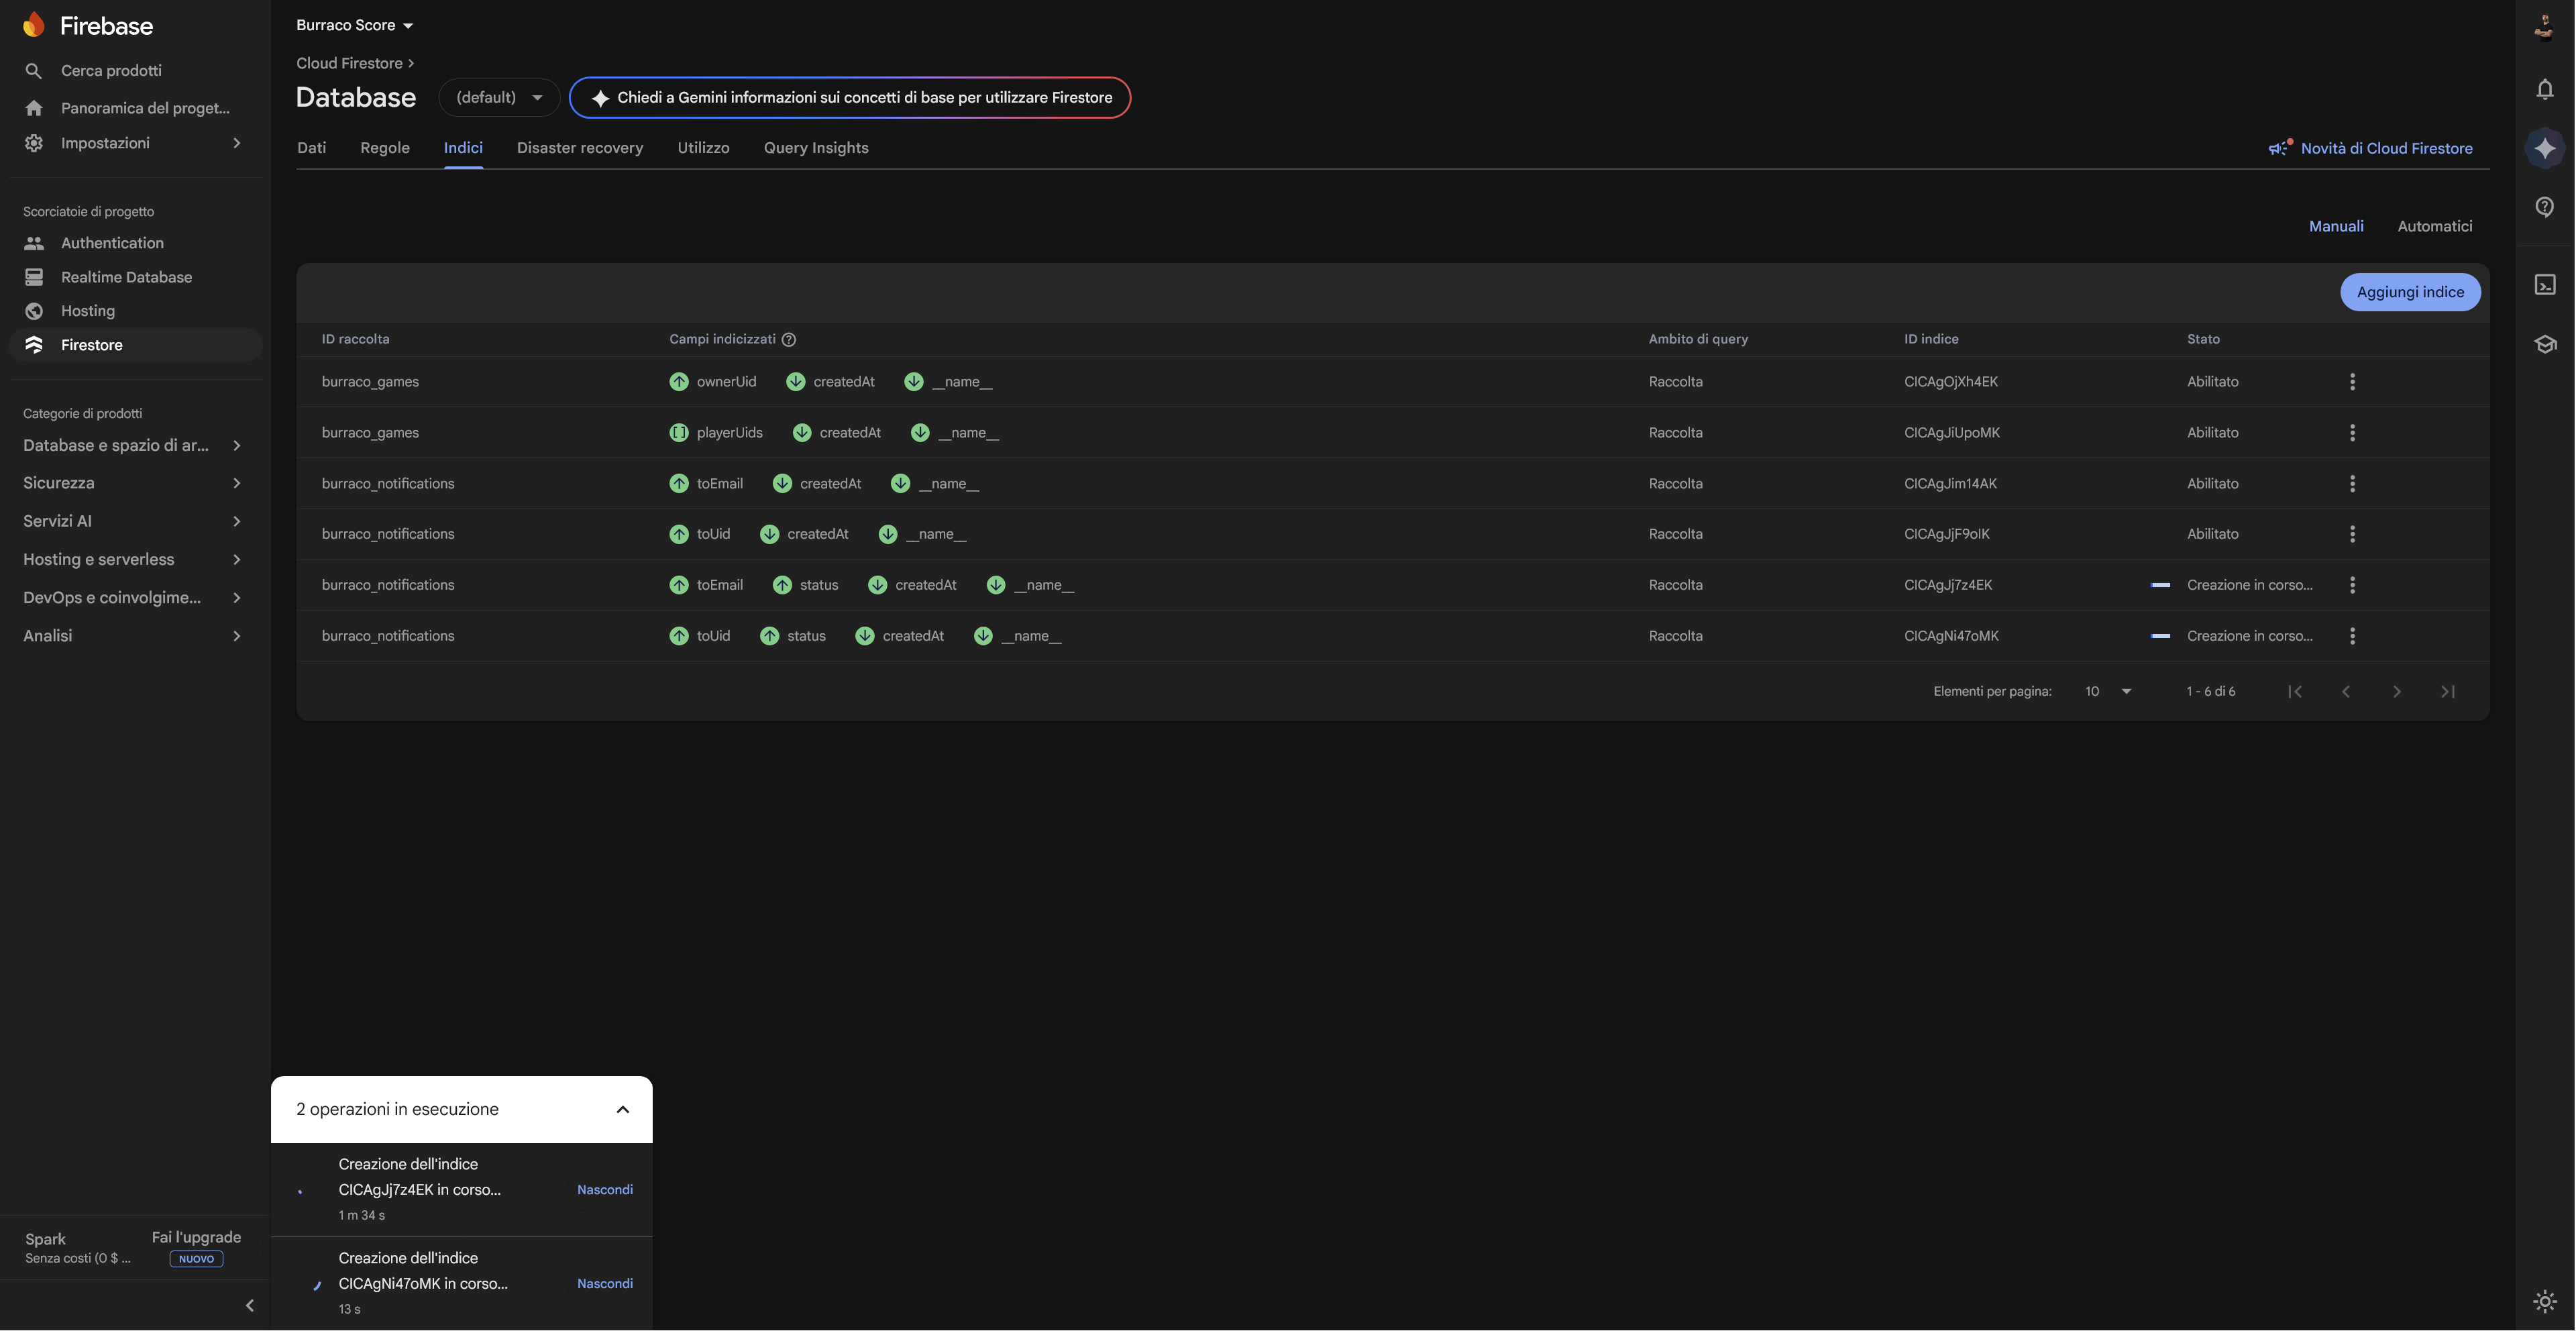 Firebase
Cerca prodotti
Panoramica del proget...
Impostazioni
Scorciatoie di progetto
Authentication
Realtime Database
Hosting
Firestore
Categorie di prodotti
Database e spazio di ar...
Sicurezza
Servizi AI
Hosting e serverless
DevOps e coinvolgime...
Analisi
Spark
Senza costi (0 $ ...
Fai l'upgrade
NUOVO
Burraco Score
Cloud Firestore
Database (default) Chiedi a Gemini informazioni sui concetti di base per utilizzare Firestore
Dati Regole Indici Disaster recovery Utilizzo Query Insights Novità di Cloud Firestore
Manuali Automatici
Aggiungi indice
ID raccolta Campi indicizzati Ambito di query ID indice Stato
burraco_games ownerUid createdAt __name__ Raccolta CICAgOjXh4EK Abilitato
burraco_games playerUids createdAt __name__ Raccolta CICAgJiUpoMK Abilitato
burraco_notifications toEmail createdAt __name__ Raccolta CICAgJim14AK Abilitato
burraco_notifications toUid createdAt __name__ Raccolta CICAgJjF9oIK Abilitato
burraco_notifications toEmail status createdAt __name__ Raccolta CICAgJj7z4EK Creazione in corso...
burraco_notifications toUid status createdAt __name__ Raccolta CICAgNi47oMK Creazione in corso...
Elementi per pagina: 10 1 - 6 di 6
2 operazioni in esecuzione
Creazione dell'indice
CICAgJj7z4EK in corso...
Nascondi
1 m 34 s
Creazione dell'indice
CICAgNi47oMK in corso...
Nascondi
13 s